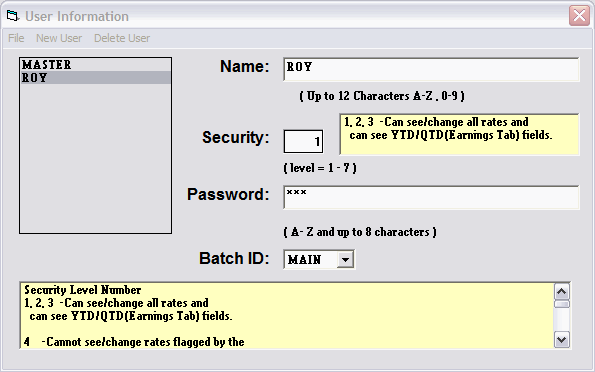 User Information
File New User Delete User
MASTER
ROY
Name: ROY
( Up to 12 Characters A-Z , 0-9 )
Security: 1
1, 2, 3 -Can see/change all rates and
can see YTD/QTD(Earnings Tab) fields.
( level = 1 - 7 )
Password: ***
( A- Z and up to 8 characters )
Batch ID: MAIN
Security Level Number
1, 2, 3 -Can see/change all rates and
can see YTD/QTD(Earnings Tab) fields.
4 -Cannot see/change rates flagged by the